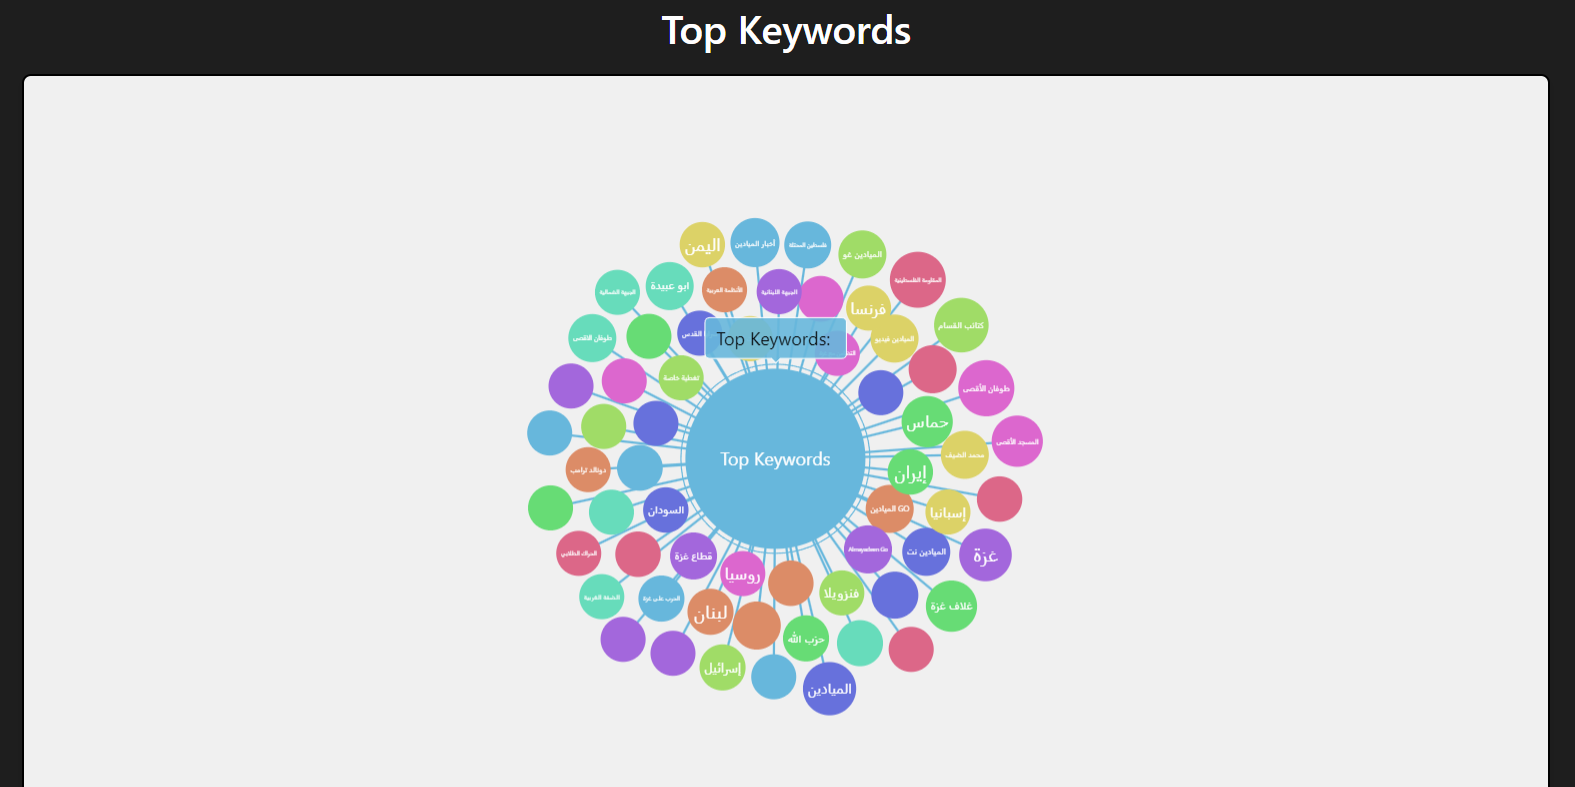 Top Keywords
اليمن
أخبار الميادين
فلسطين المحتلة
الميادين غو
المقاومة الفلسطينية
الجبهة الشمالية
ابو عبيدة
الأنظمة العربية
الجبهة اللبنانية
فرنسا
كتائب القسام
طوفان الاقصى
القدس
Top Keywords:
الميادين فيديو
تغطية خاصة
طوفان الأقصى
حماس
المسجد الأقصى
محمد الضيف
دونالد ترامب
Top Keywords
إيران
السودان
الميادين GO
إسبانيا
الحراك الطلابي
قطاع غزة
Almayadeen Go
الميادين نت
غزة
روسيا
الضفة الغربية
الحرب على غزة
لبنان
فنزويلا
غلاف غزة
حزب الله
إسرائيل
الميادين